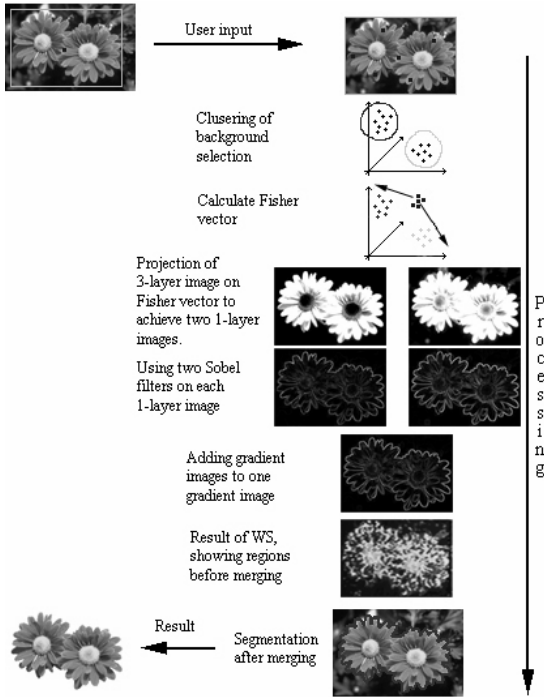 User input
Clusering of
background
selection
Calculate Fisher
vector
Projection of
3-layer image on
Fisher vector to
achieve two 1-layer
images.
Using two Sobel
filters on each
1-layer image
Adding gradient
images to one
gradient image
Result of WS,
showing regions
before merging
Result
Segmentation
after merging
Processing